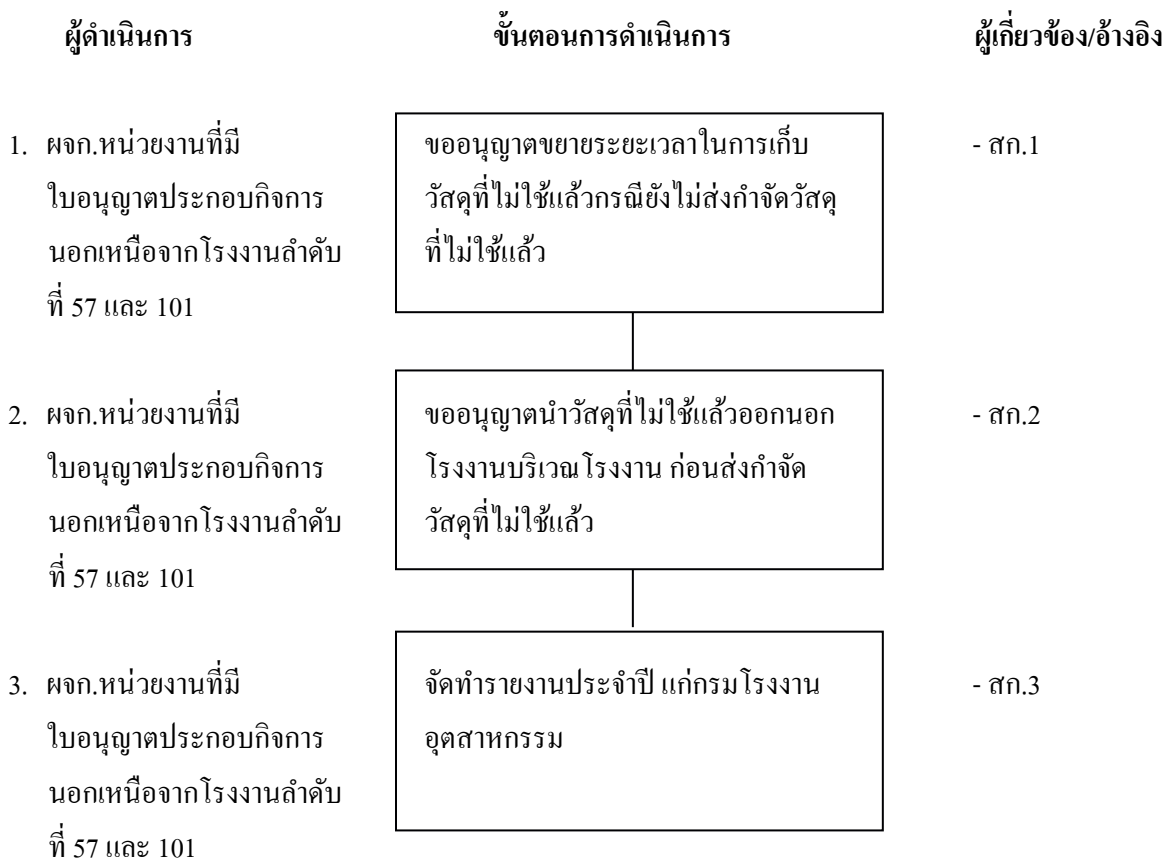 ผู้ดำเนินการ ขั้นตอนการดำเนินการ ผู้เกี่ยวข้อง/อ้างอิง
1. ผจก.หน่วยงานที่มี ขออนุญาตขยายระยะเวลาในการเก็บ - สก.1
ใบอนุญาตประกอบกิจการ วัสดุที่ไม่ใช้แล้วกรณียังไม่ส่งกำจัดวัสดุ
นอกเหนือจากโรงงานลำดับ ที่ไม่ใช้แล้ว
ที่ 57 และ 101
2. ผจก.หน่วยงานที่มี ขออนุญาตนำวัสดุที่ไม่ใช้แล้วออกนอก - สก.2
ใบอนุญาตประกอบกิจการ โรงงานบริเวณโรงงาน ก่อนส่งกำจัด
นอกเหนือจากโรงงานลำดับ วัสดุที่ไม่ใช้แล้ว
ที่ 57 และ 101
3. ผจก.หน่วยงานที่มี จัดทำรายงานประจำปี แก่กรมโรงงาน - สก.3
ใบอนุญาตประกอบกิจการ อุตสาหกรรม
นอกเหนือจากโรงงานลำดับ
ที่ 57 และ 101